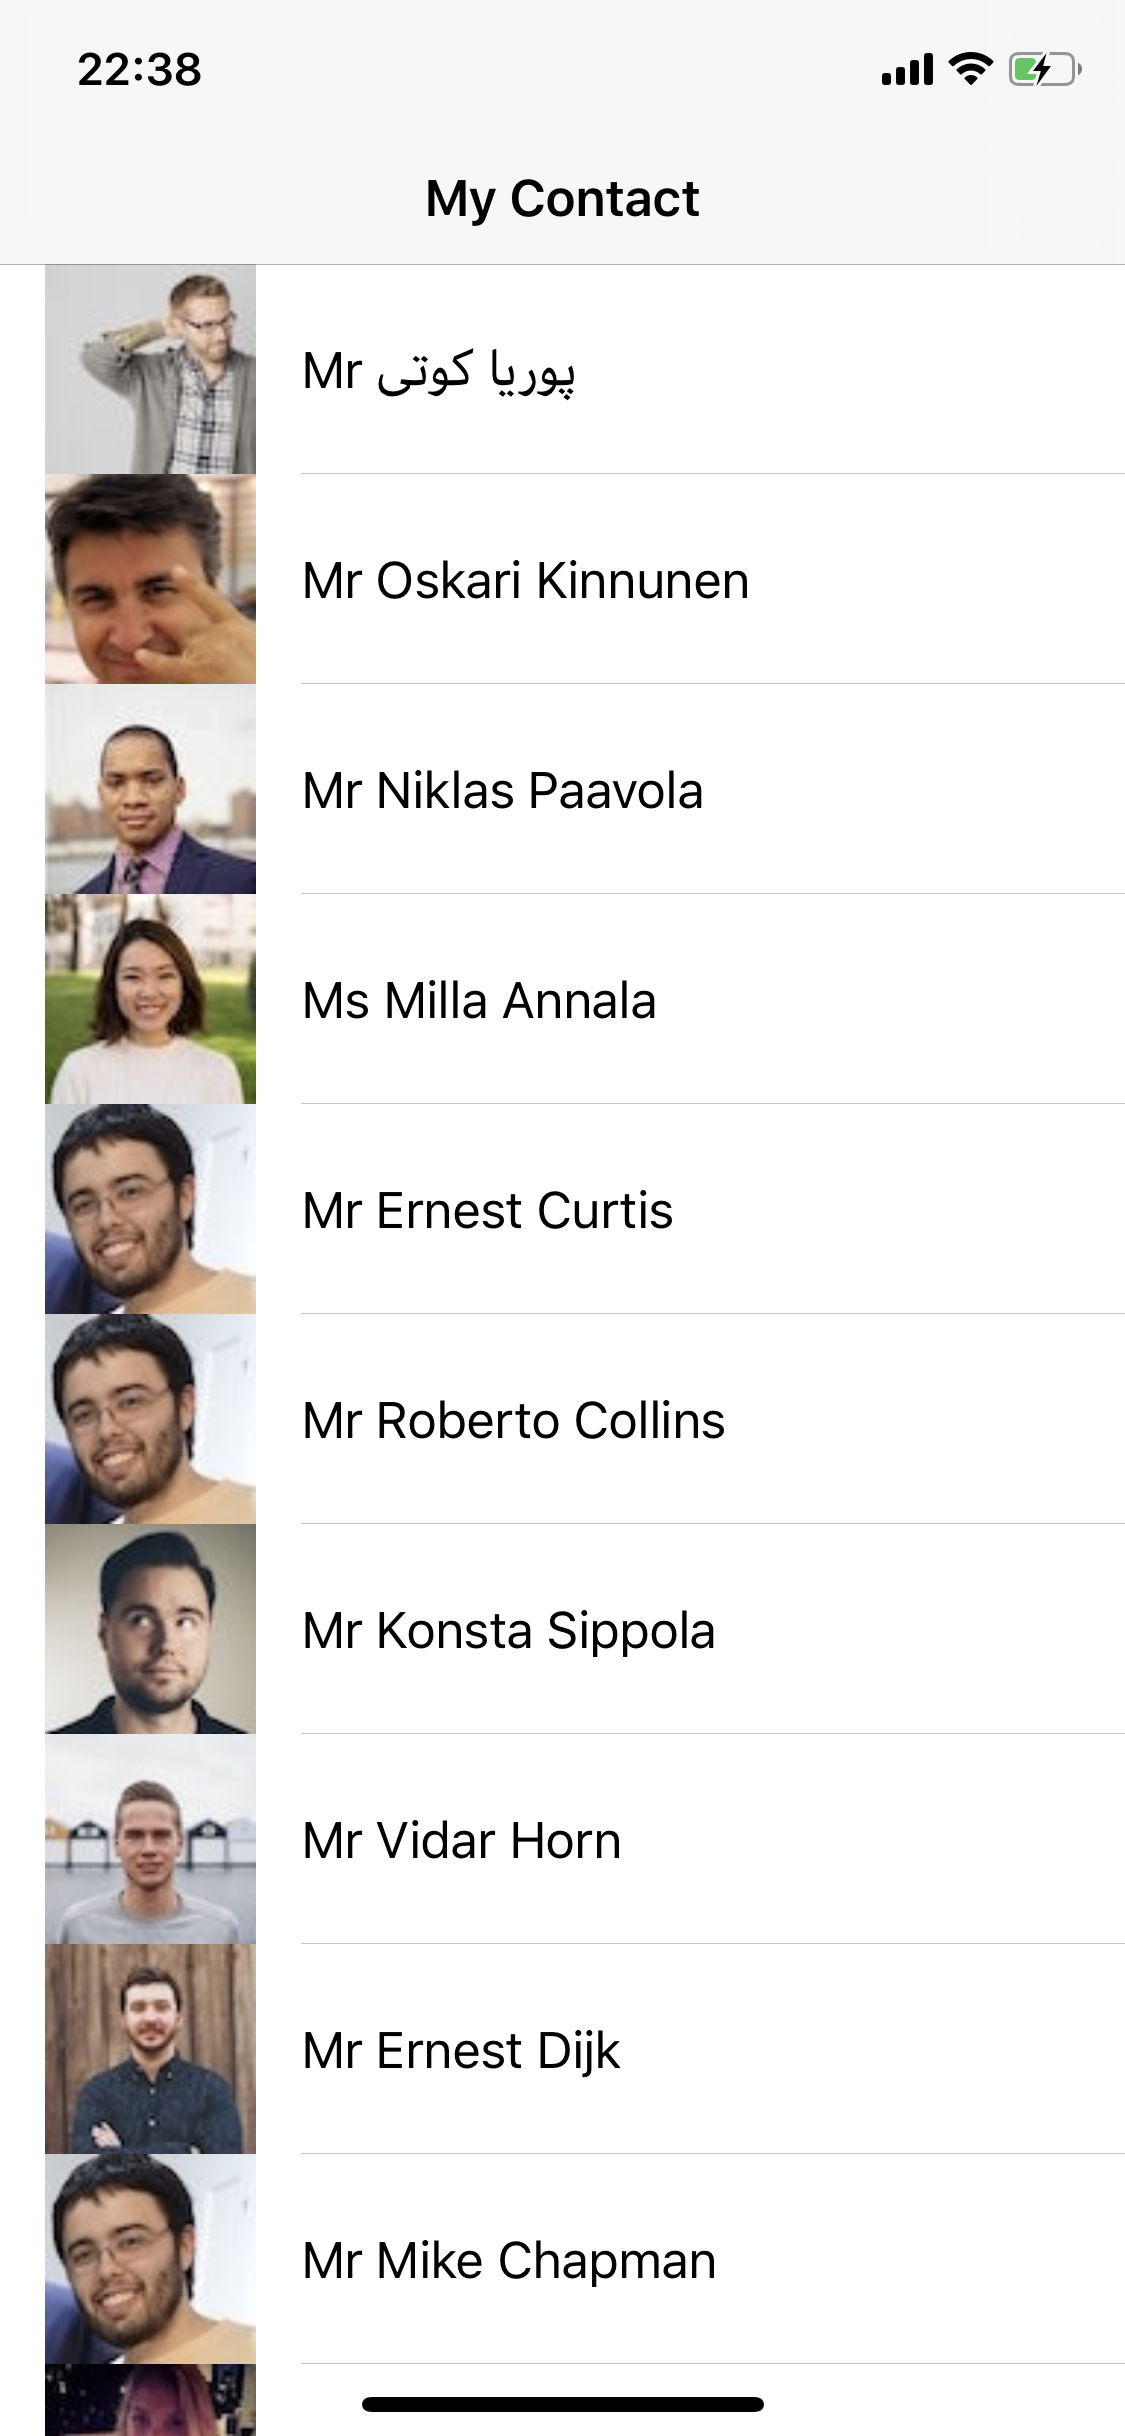 22:38
My Contact
Mr پوریا کوتی
Mr Oskari Kinnunen
Mr Niklas Paavola
Ms Milla Annala
Mr Ernest Curtis
Mr Roberto Collins
Mr Konsta Sippola
Mr Vidar Horn
Mr Ernest Dijk
Mr Mike Chapman